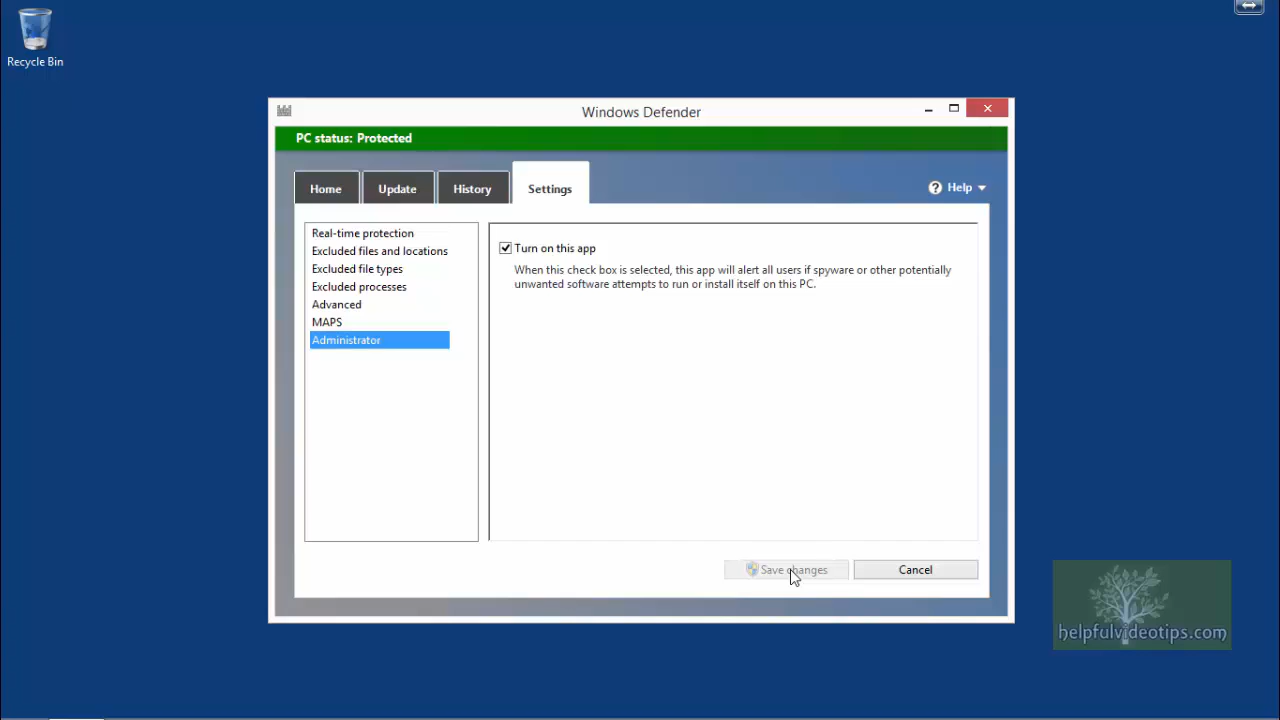 Recycle Bin
Windows Defender
PC status: Protected
Home
Update
History
Settings
Help
Real-time protection
Excluded files and locations
Excluded file types
Excluded processes
Advanced
MAPS
Administrator
Turn on this app
When this check box is selected, this app will alert all users if spyware or other potentially
unwanted software attempts to run or install itself on this PC.
Save changes
Cancel
helpfulvideotips.com